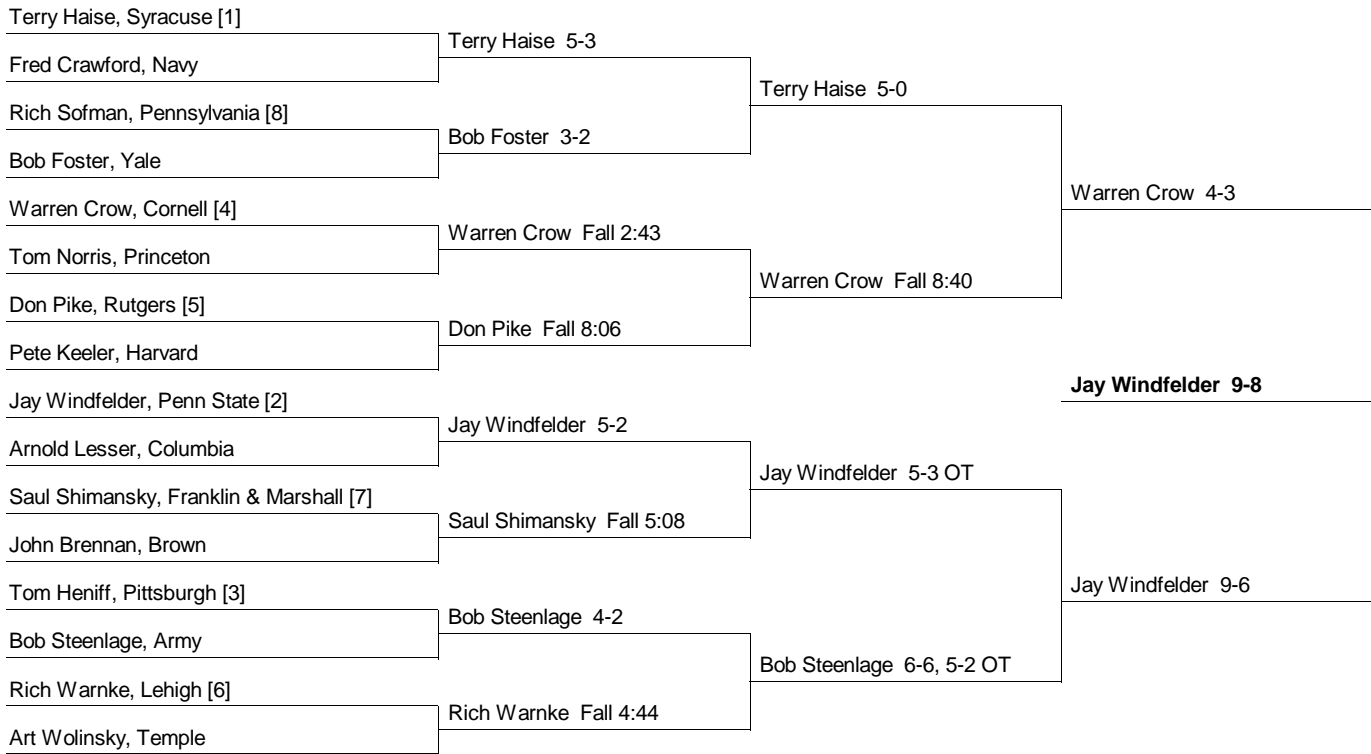 Terry Haise, Syracuse [1]
Fred Crawford, Navy
Rich Sofman, Pennsylvania [8]
Bob Foster, Yale
Warren Crow, Cornell [4]
Tom Norris, Princeton
Don Pike, Rutgers [5]
Pete Keeler, Harvard
Jay Windfelder, Penn State [2]
Arnold Lesser, Columbia
Saul Shimansky, Franklin & Marshall [7]
John Brennan, Brown
Tom Heniff, Pittsburgh [3]
Bob Steenlage, Army
Rich Warnke, Lehigh [6]
Art Wolinsky, Temple
Terry Haise 5-3
Bob Foster 3-2
Warren Crow Fall 2:43
Don Pike Fall 8:06
Jay Windfelder 5-2
Saul Shimansky Fall 5:08
Bob Steenlage 4-2
Rich Warnke Fall 4:44
Terry Haise 5-0
Warren Crow Fall 8:40
Jay Windfelder 5-3 OT
Bob Steenlage 6-6, 5-2 OT
Warren Crow 4-3
Jay Windfelder 9-8
Jay Windfelder 9-6